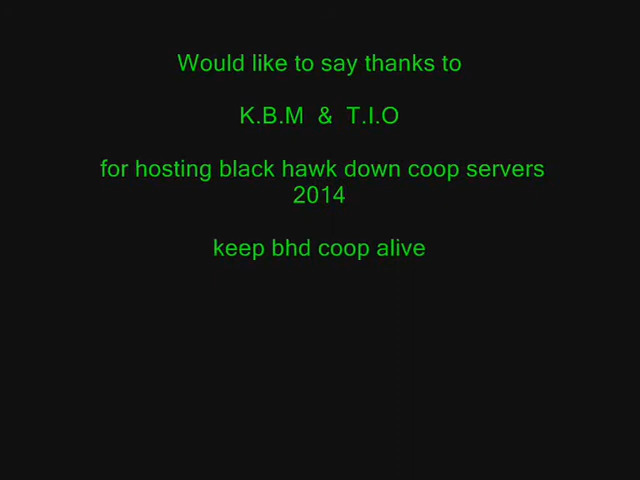 Would like to say thanks to
K.B.M & T.I.O
for hosting black hawk down coop servers
2014
keep bhd coop alive